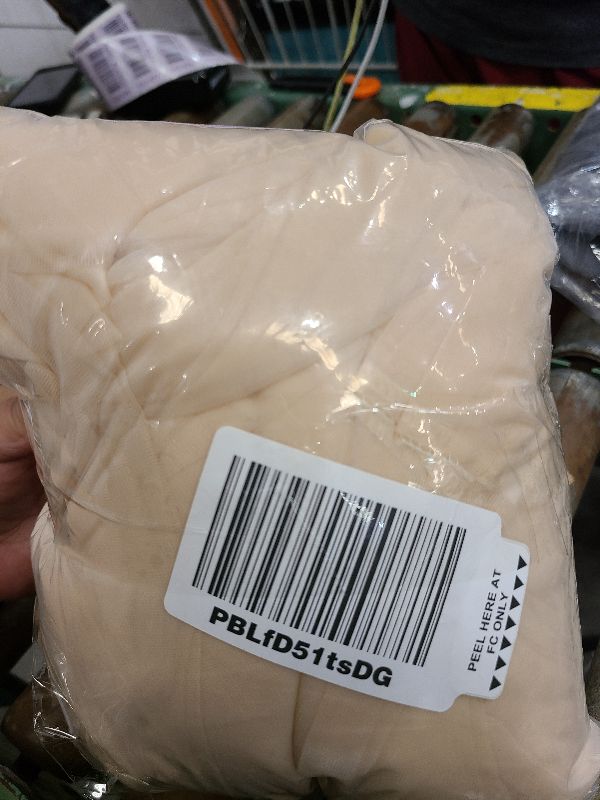 PBLfD51tsDG
PEEL HERE AT
FC ONLY